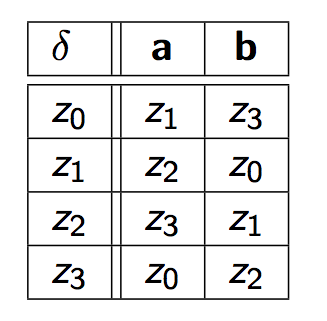 δ a b
z₀ z₁ z₃
z₁ z₂ z₀
z₂ z₃ z₁
z₃ z₀ z₂